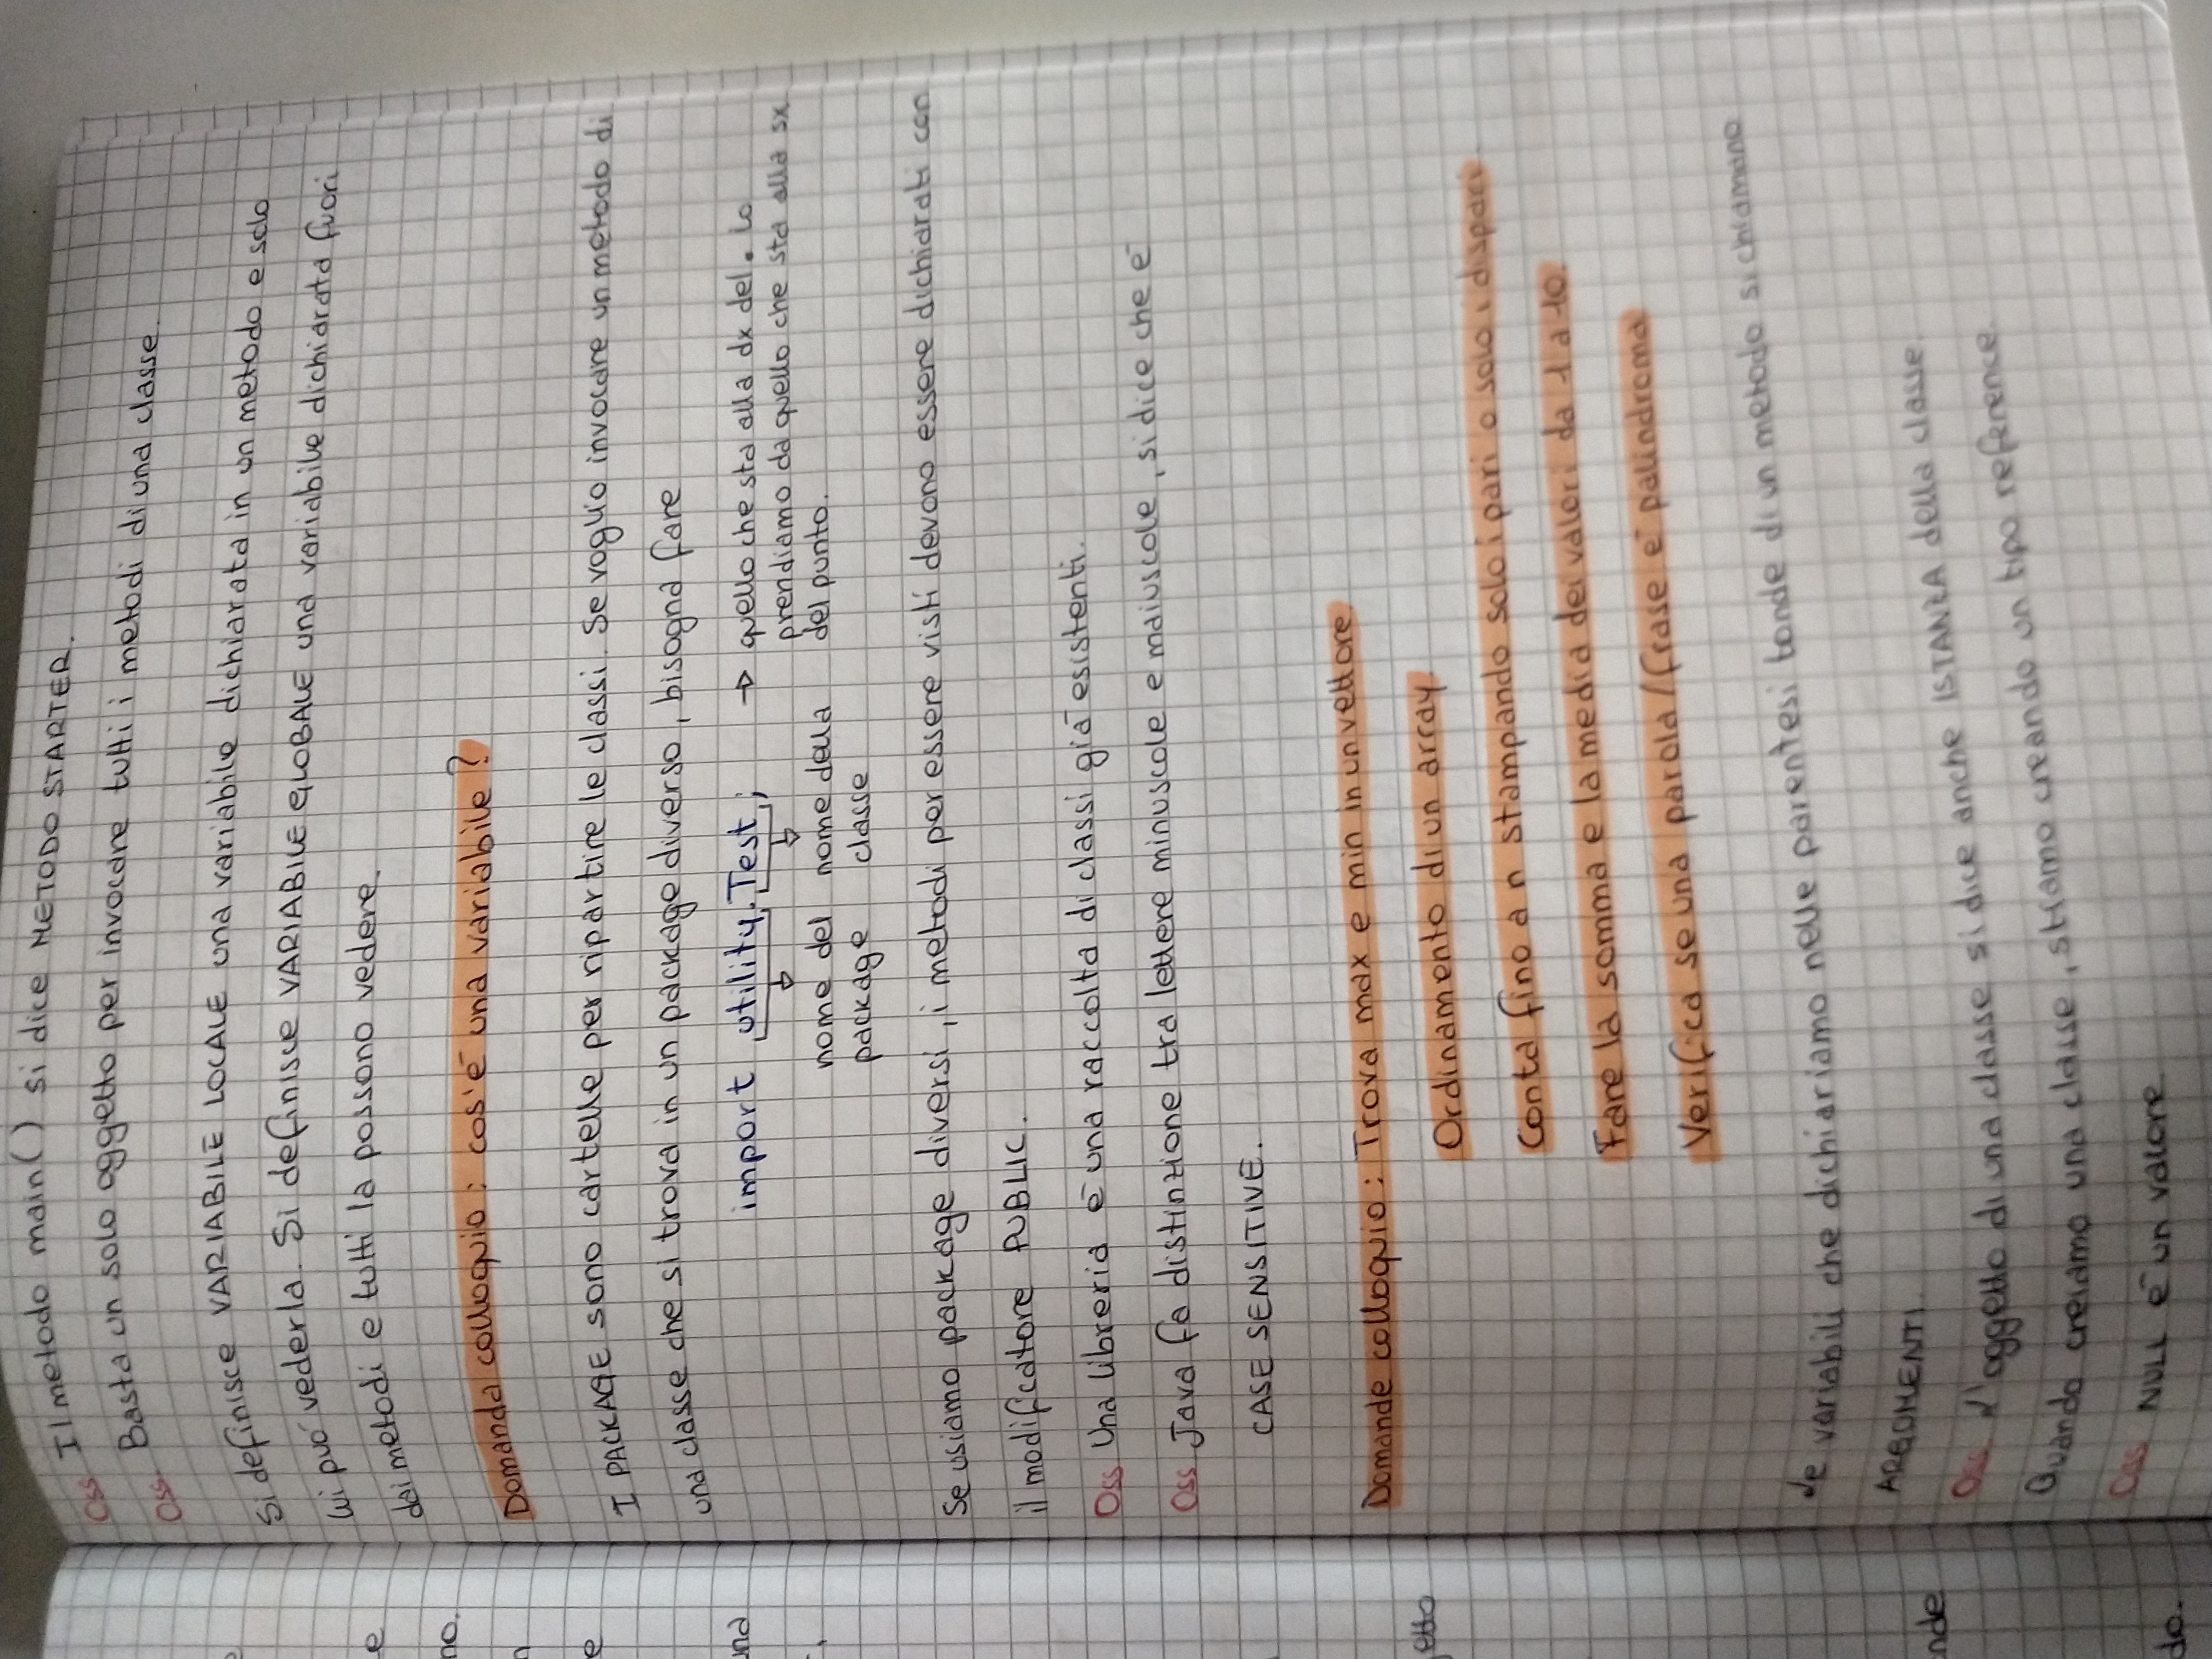 Oss Il metodo main() si dice METODO STARTER.
Oss. Basta un solo oggetto per invocare tutti i metodi di una classe.
Si definisce VARIABILE LOCALE una variabile dichiarata in un metodo e solo
lui può vederla. Si definisce VARIABILE GLOBALE una variabile dichiarata fuori
dai metodi e tutti la possono vedere.
Domanda colloquio: cos'è una variabile?
I PACKAGE sono cartelle per ripartire le classi. Se voglio invocare un metodo di
una classe che si trova in un package diverso, bisogna fare
import utility.Test; → quello che sta alla dx del . lo
prendiamo da quello che sta alla sx
nome del nome della del punto.
package classe
Se usiamo package diversi, i metodi per essere visti devono essere dichiarati con
il modificatore PUBLIC.
Oss Una libreria è una raccolta di classi già esistenti.
Oss Java fa distinzione tra lettere minuscole e maiuscole, si dice che è
CASE SENSITIVE.
Domande colloquio: Trova max e min in un vettore
Ordinamento di un array.
Conta fino a n stampando solo i pari o solo i dispari
Fare la somma e la media dei valori da 1 a 10.
Verifica se una parola/frase è palindroma
Le variabili che dichiariamo nelle parentesi tonde di un metodo si chiamano
ARGOMENTI.
Oss L'oggetto di una classe si dice anche ISTANZA della classe.
Quando creiamo una classe, stiamo creando un tipo reference.
Oss NULL è un valore.
e
no.
n
e
una
etto
nde
do.